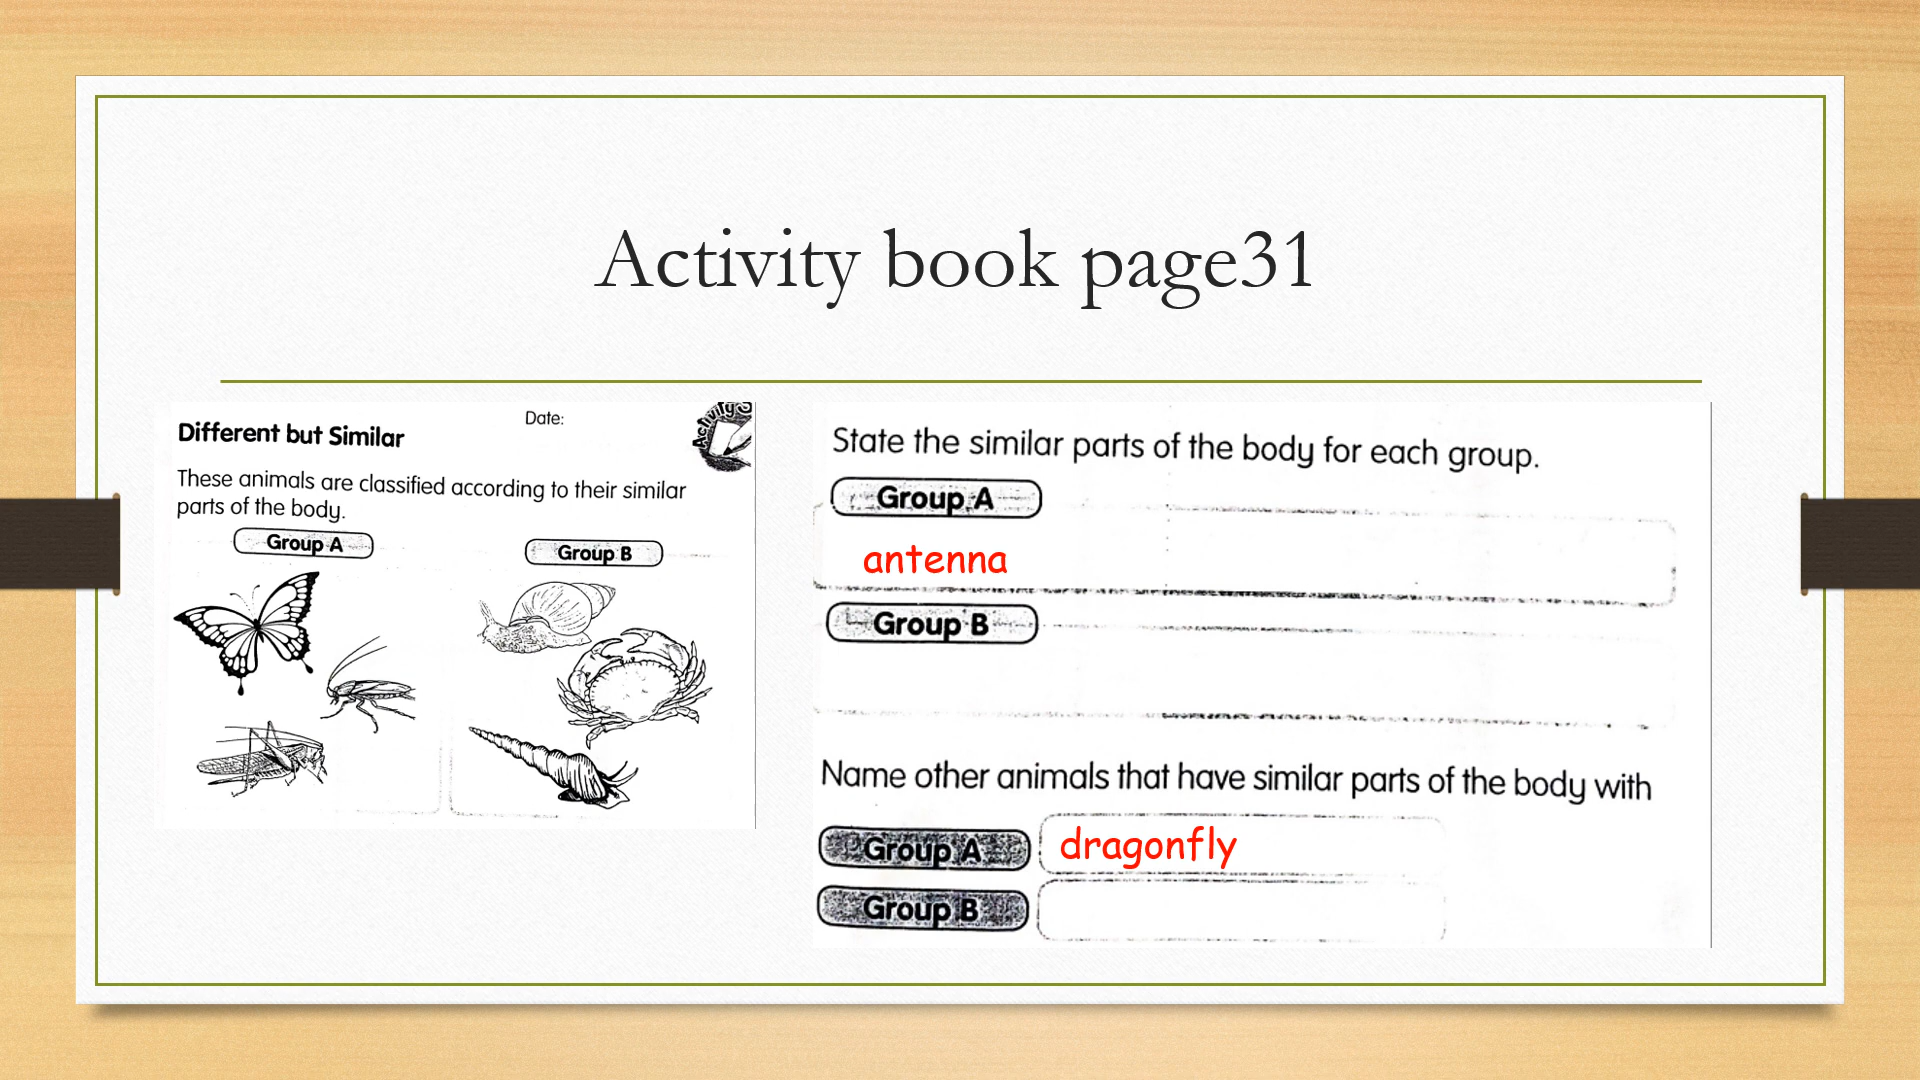 Activity book page31
Date:
Different but Similar
These animals are classified according to their similar
parts of the body.
Group A
Group B
State the similar parts of the body for each group.
Group A
antenna
Group B
Name other animals that have similar parts of the body with
Group A
dragonfly
Group B